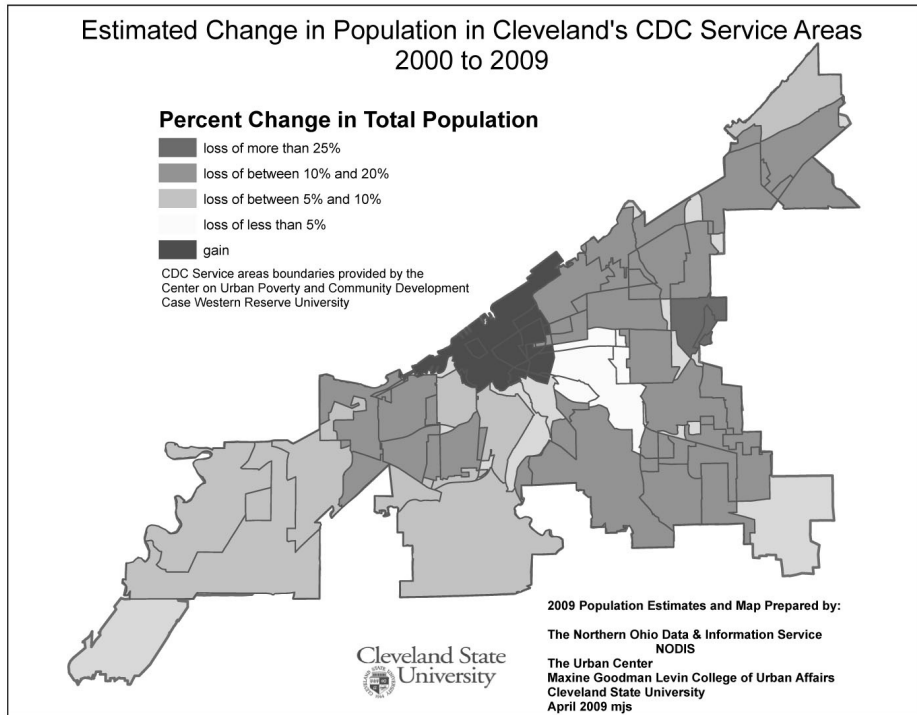 Estimated Change in Population in Cleveland's CDC Service Areas
2000 to 2009
Percent Change in Total Population
loss of more than 25%
loss of between 10% and 20%
loss of between 5% and 10%
loss of less than 5%
gain
CDC Service areas boundaries provided by the
Center on Urban Poverty and Community Development
Case Western Reserve University
2009 Population Estimates and Map Prepared by:
The Northern Ohio Data & Information Service
NODIS
The Urban Center
Maxine Goodman Levin College of Urban Affairs
Cleveland State University
April 2009 mjs
Cleveland State
University